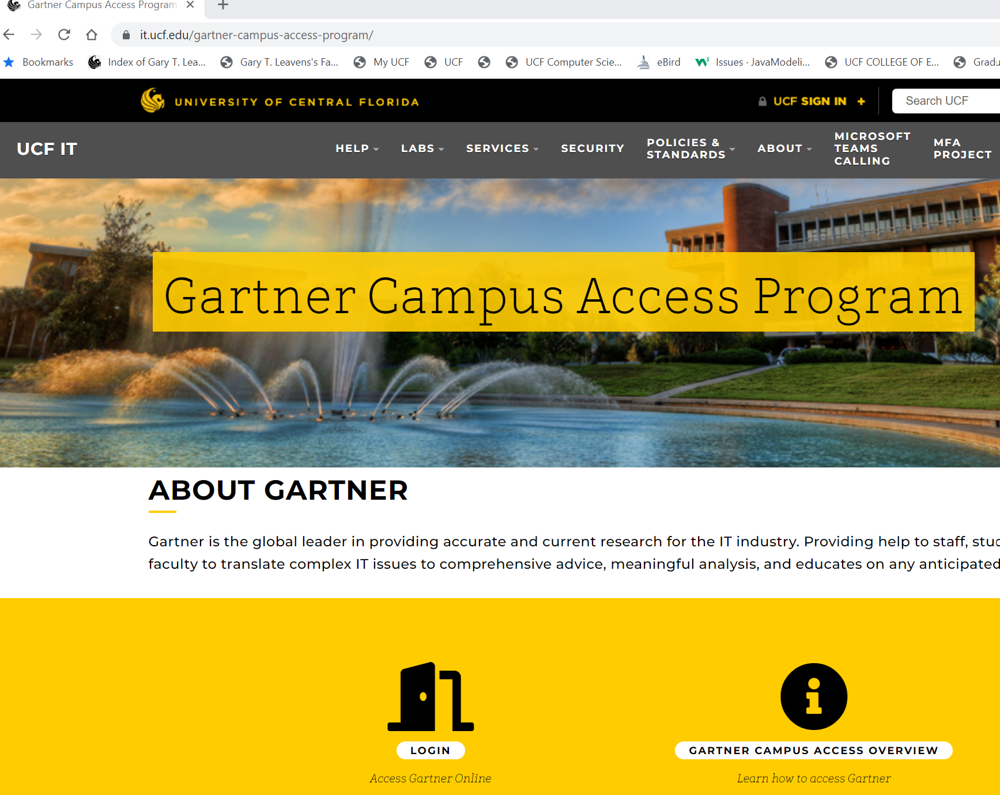 Gartner Campus Access Program
it.ucf.edu/gartner-campus-access-program/
Bookmarks Index of Gary T. Lea... Gary T. Leavens's Fa... My UCF UCF UCF Computer Scie... eBird Issues · JavaModeli... UCF COLLEGE OF E... Gradu
UNIVERSITY OF CENTRAL FLORIDA UCF SIGN IN + Search UCF
UCF IT HELP LABS SERVICES SECURITY POLICIES & STANDARDS ABOUT MICROSOFT TEAMS CALLING MFA PROJECT
Gartner Campus Access Program
ABOUT GARTNER
Gartner is the global leader in providing accurate and current research for the IT industry. Providing help to staff, stud
faculty to translate complex IT issues to comprehensive advice, meaningful analysis, and educates on any anticipated
LOGIN
Access Gartner Online
GARTNER CAMPUS ACCESS OVERVIEW
Learn how to access Gartner